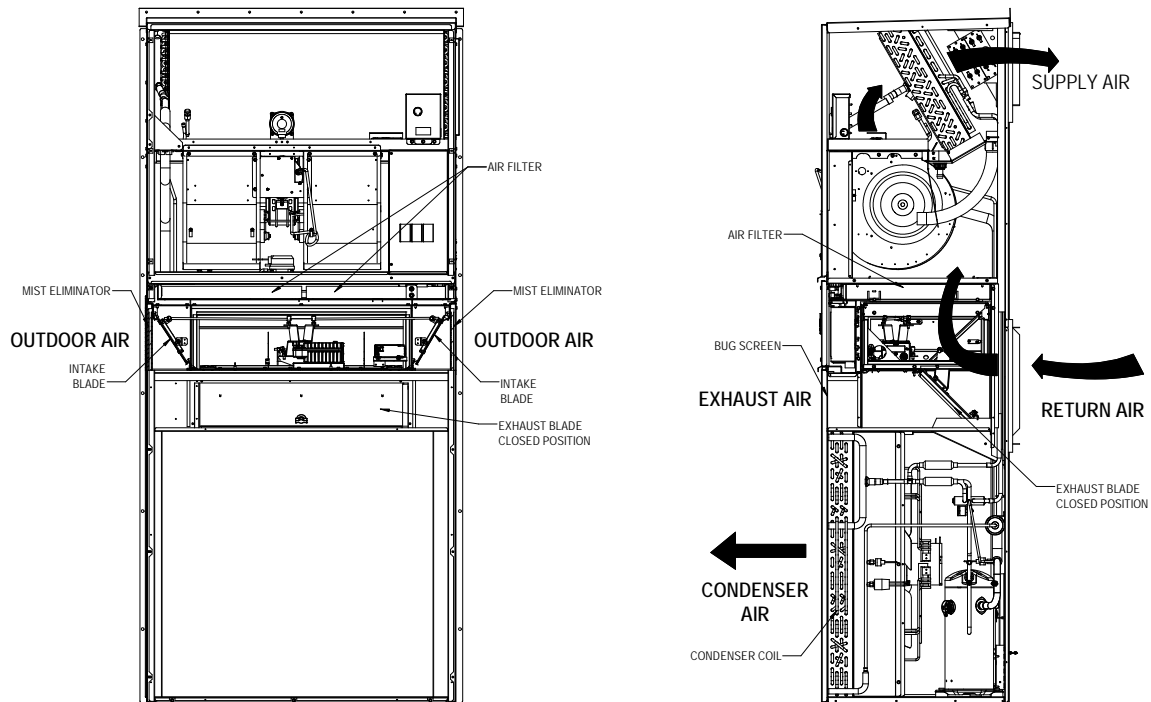 AIR FILTER
MIST ELIMINATOR
MIST ELIMINATOR
OUTDOOR AIR
OUTDOOR AIR
INTAKE
BLADE
INTAKE
BLADE
EXHAUST BLADE
CLOSED POSITION
SUPPLY AIR
AIR FILTER
BUG SCREEN
EXHAUST AIR
RETURN AIR
EXHAUST BLADE
CLOSED POSITION
CONDENSER
AIR
CONDENSER COIL